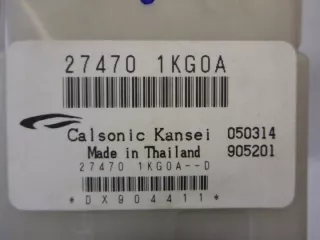 27470 1KG0A
Calsonic Kansei 050314
Made in Thailand 905201
27470 1KG0A--D
*DX904411*